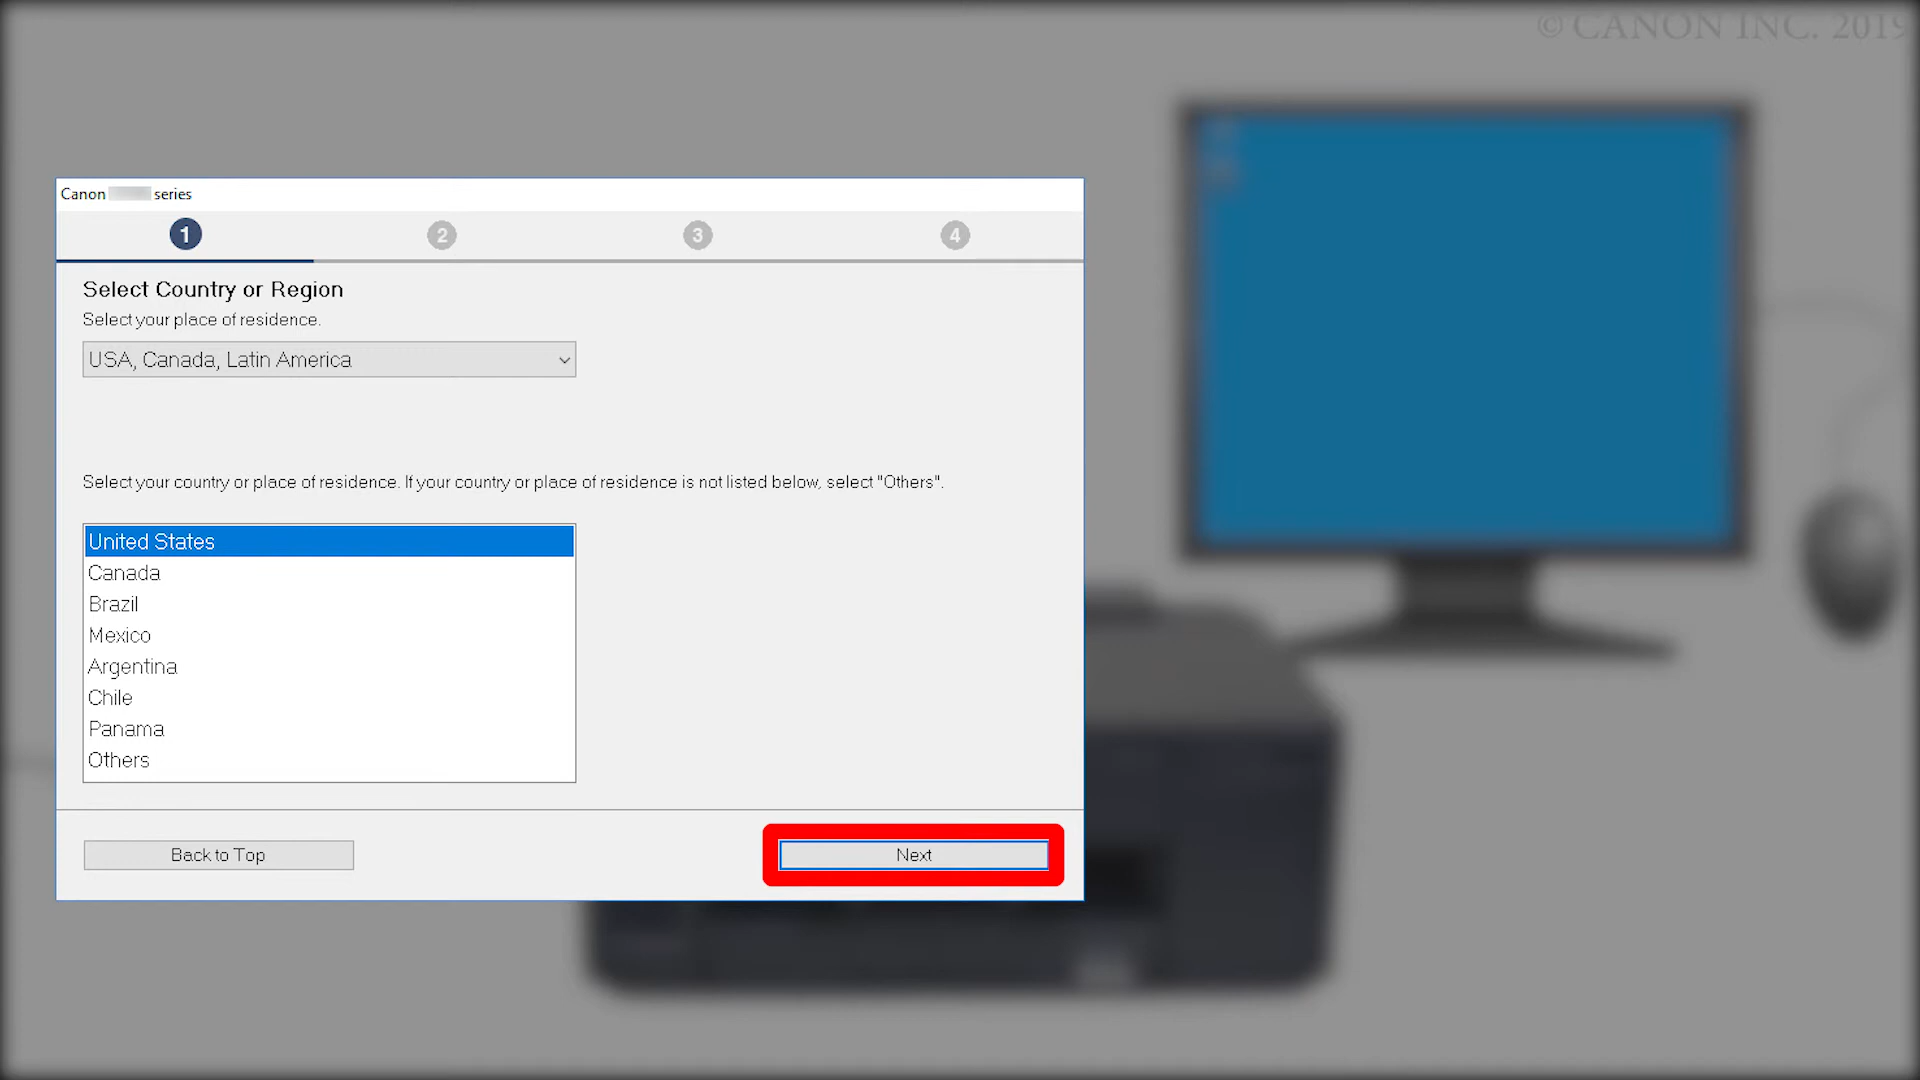 © CANON INC. 2019
Canon series
1
2
3
4
Select Country or Region
Select your place of residence.
USA, Canada, Latin America
Select your country or place of residence. If your country or place of residence is not listed below, select "Others".
United States
Canada
Brazil
Mexico
Argentina
Chile
Panama
Others
Back to Top
Next